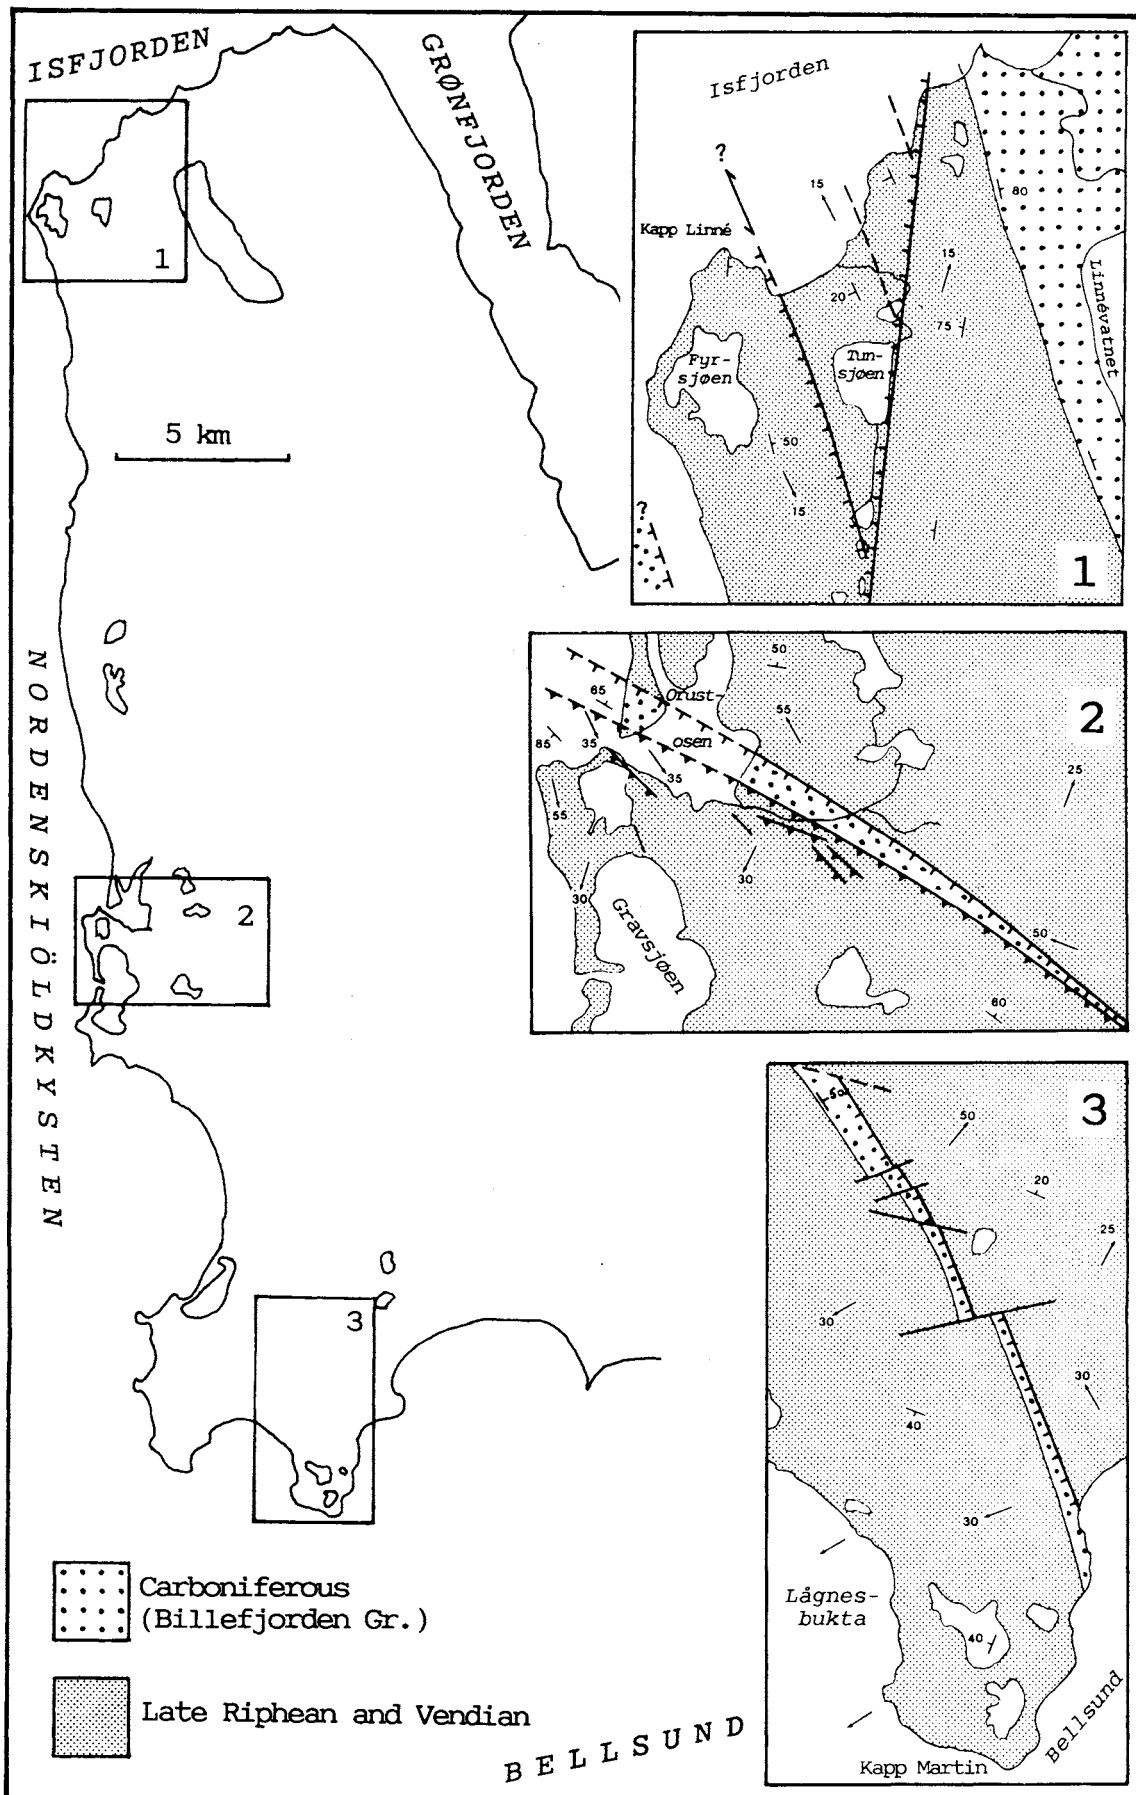 ISFJORDEN
GRØNFJORDEN
1
5 km
NORDENSKIÖLDKYSTEN
2
3
Carboniferous
(Billefjorden Gr.)
Late Riphean and Vendian
BELLSUND
Isfjorden
?
15
80
Kapp Linné
15
20
Linnévatnet
75
Fyr-
sjøen
Tun-
sjøen
50
15
?
1
50
65
Orust-
2
55
85
35
osen
35
25
55
30
30
Gravsjøen
50
60
50
3
50
20
25
30
30
40
30
Lågnes-
bukta
40
Bellsund
Kapp Martin